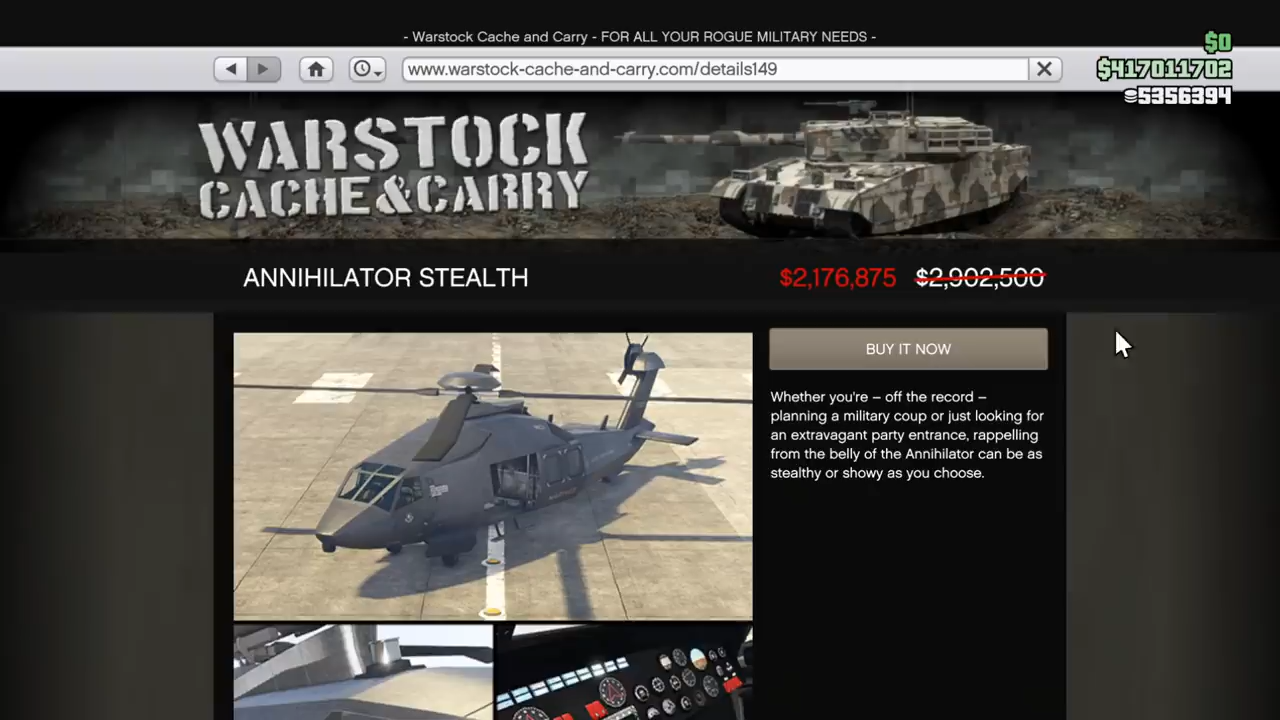 - Warstock Cache and Carry - FOR ALL YOUR ROGUE MILITARY NEEDS -
$0
www.warstock-cache-and-carry.com/details149
$417011702
5356394
WARSTOCK
CACHE&CARRY
ANNIHILATOR STEALTH
$2,176,875 $2,902,500
BUY IT NOW
Whether you're – off the record –
planning a military coup or just looking for
an extravagant party entrance, rappelling
from the belly of the Annihilator can be as
stealthy or showy as you choose.